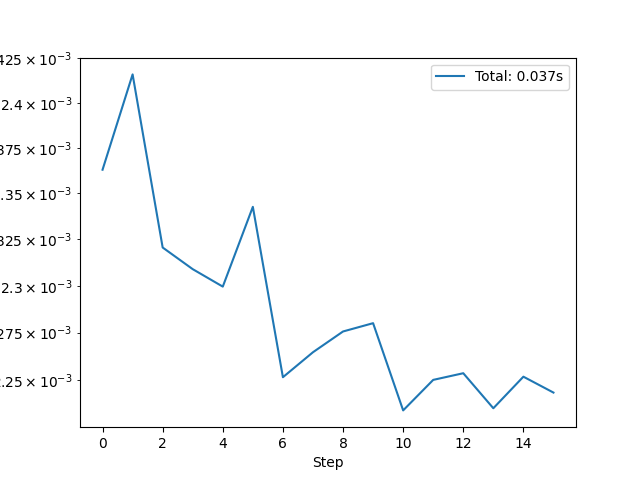 425 × 10⁻³
Total: 0.037s
2.4 × 10⁻³
375 × 10⁻³
.35 × 10⁻³
325 × 10⁻³
2.3 × 10⁻³
275 × 10⁻³
2.25 × 10⁻³
0 2 4 6 8 10 12 14
Step